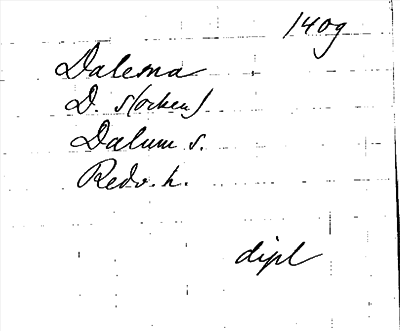 1409
Dalema
D. s(ocken)
Dalum s.
Redv. h.
dipl